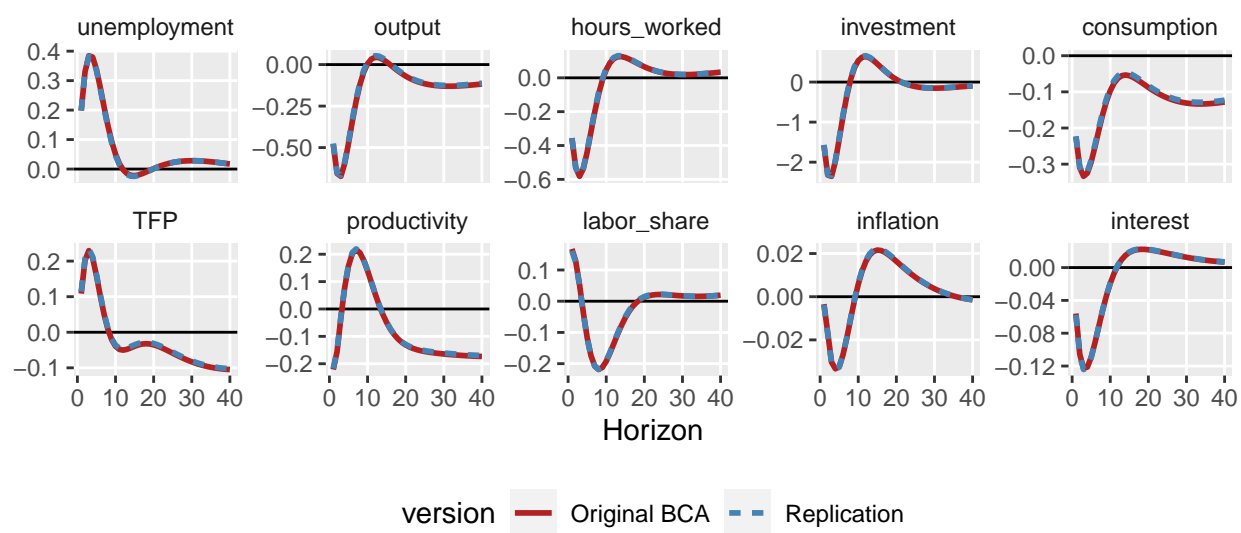 unemployment output hours_worked investment consumption
0.4 0.3 0.2 0.1 0.0
0.00 −0.25 −0.50
0.0 −0.2 −0.4 −0.6
0 −1 −2
0.0 −0.1 −0.2 −0.3
TFP productivity labor_share inflation interest
0.2 0.1 0.0 −0.1
0.2 0.1 0.0 −0.1 −0.2
0.1 0.0 −0.1 −0.2
0.02 0.00 −0.02
0.00 −0.04 −0.08 −0.12
0 10 20 30 40 0 10 20 30 40 0 10 20 30 40 0 10 20 30 40 0 10 20 30 40
Horizon
version Original BCA Replication